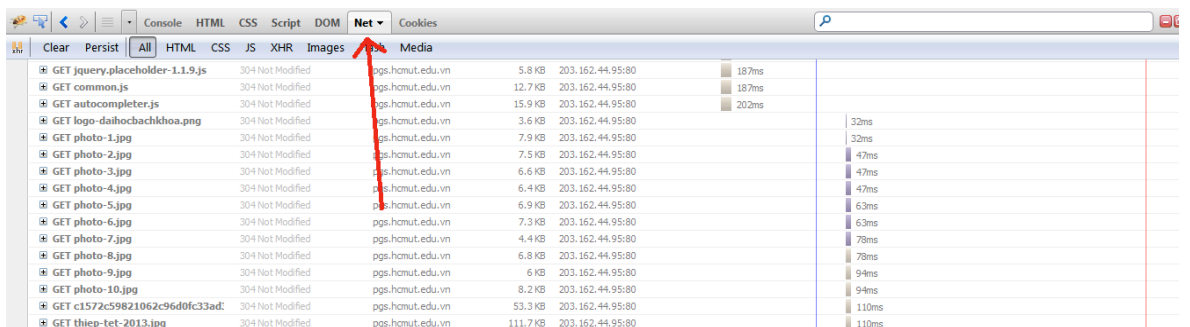 Console HTML CSS Script DOM Net Cookies
xhr Clear Persist All HTML CSS JS XHR Images Flash Media
GET jquery.placeholder-1.1.9.js 304 Not Modified pgs.hcmut.edu.vn 5.8 KB 203.162.44.95:80 187ms
GET common.js 304 Not Modified pgs.hcmut.edu.vn 12.7 KB 203.162.44.95:80 187ms
GET autocompleter.js 304 Not Modified pgs.hcmut.edu.vn 15.9 KB 203.162.44.95:80 202ms
GET logo-daihocbachkhoa.png 304 Not Modified pgs.hcmut.edu.vn 3.6 KB 203.162.44.95:80 32ms
GET photo-1.jpg 304 Not Modified pgs.hcmut.edu.vn 7.9 KB 203.162.44.95:80 32ms
GET photo-2.jpg 304 Not Modified pgs.hcmut.edu.vn 7.5 KB 203.162.44.95:80 47ms
GET photo-3.jpg 304 Not Modified pgs.hcmut.edu.vn 6.6 KB 203.162.44.95:80 47ms
GET photo-4.jpg 304 Not Modified pgs.hcmut.edu.vn 6.4 KB 203.162.44.95:80 47ms
GET photo-5.jpg 304 Not Modified pgs.hcmut.edu.vn 6.9 KB 203.162.44.95:80 63ms
GET photo-6.jpg 304 Not Modified pgs.hcmut.edu.vn 7.3 KB 203.162.44.95:80 63ms
GET photo-7.jpg 304 Not Modified pgs.hcmut.edu.vn 4.4 KB 203.162.44.95:80 78ms
GET photo-8.jpg 304 Not Modified pgs.hcmut.edu.vn 6.8 KB 203.162.44.95:80 78ms
GET photo-9.jpg 304 Not Modified pgs.hcmut.edu.vn 6 KB 203.162.44.95:80 94ms
GET photo-10.jpg 304 Not Modified pgs.hcmut.edu.vn 8.2 KB 203.162.44.95:80 94ms
GET c1572c59821062c96d0fc33ad: 304 Not Modified pgs.hcmut.edu.vn 53.3 KB 203.162.44.95:80 110ms
GET thiep-tet-2013.jpg 304 Not Modified pgs.hcmut.edu.vn 111.7 KB 203.162.44.95:80 110ms